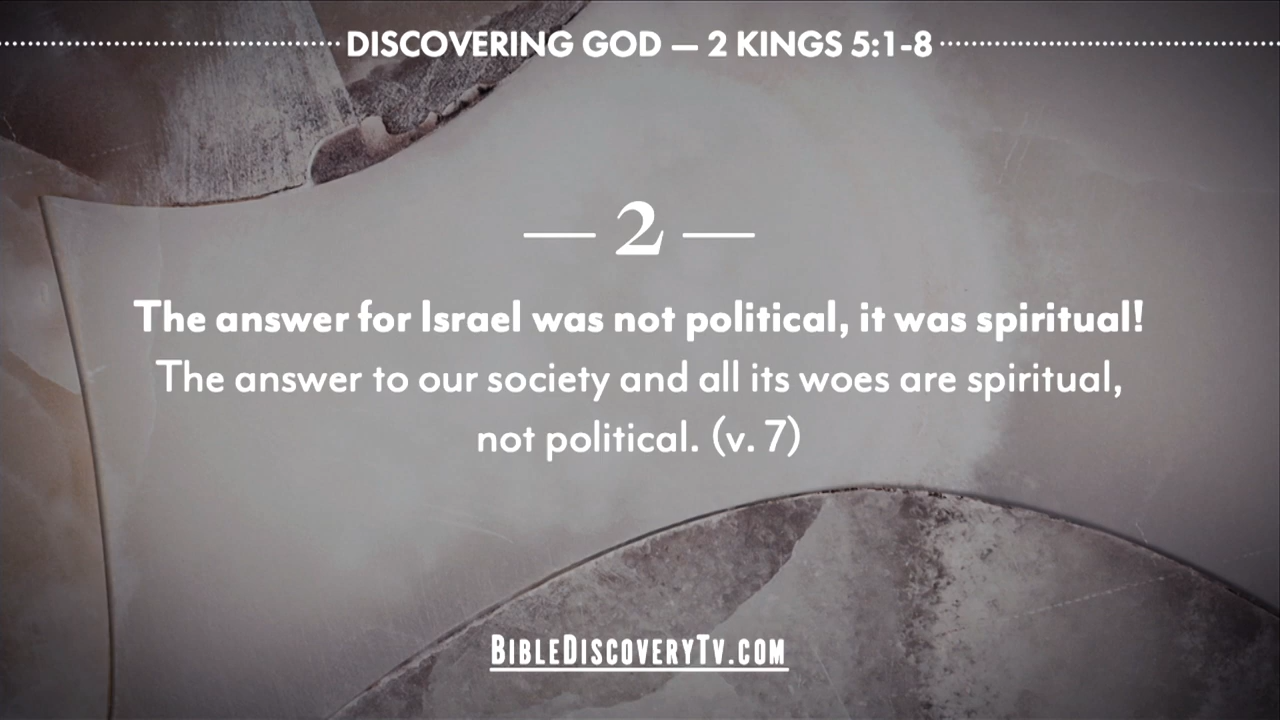 DISCOVERING GOD — 2 KINGS 5:1-8
— 2 —
The answer for Israel was not political, it was spiritual!
The answer to our society and all its woes are spiritual,
not political. (v. 7)
BIBLEDISCOVERYTV.COM